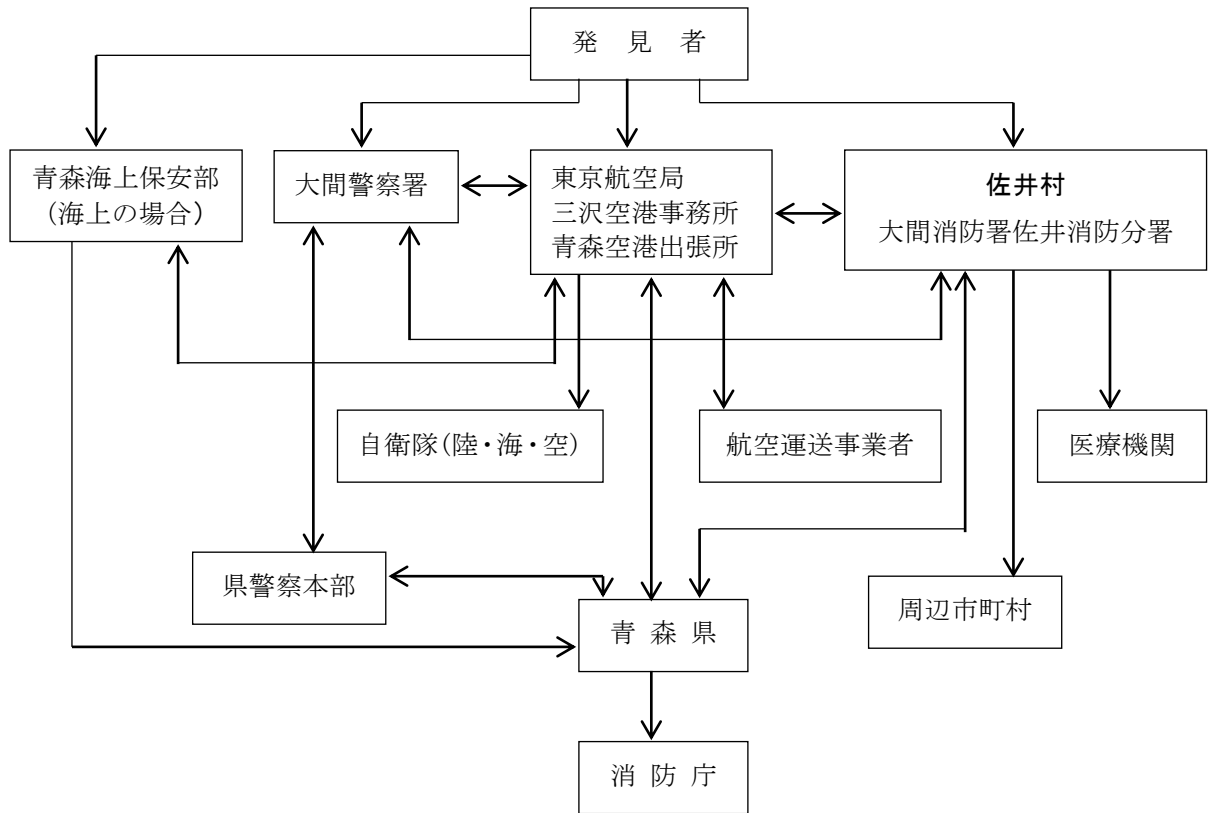 発　見　者
青森海上保安部
（海上の場合）
大間警察署
東京航空局
三沢空港事務所
青森空港出張所
佐井村
大間消防署佐井消防分署
自衛隊（陸・海・空）
航空運送事業者
医療機関
県警察本部
青 森 県
周辺市町村
消 防 庁